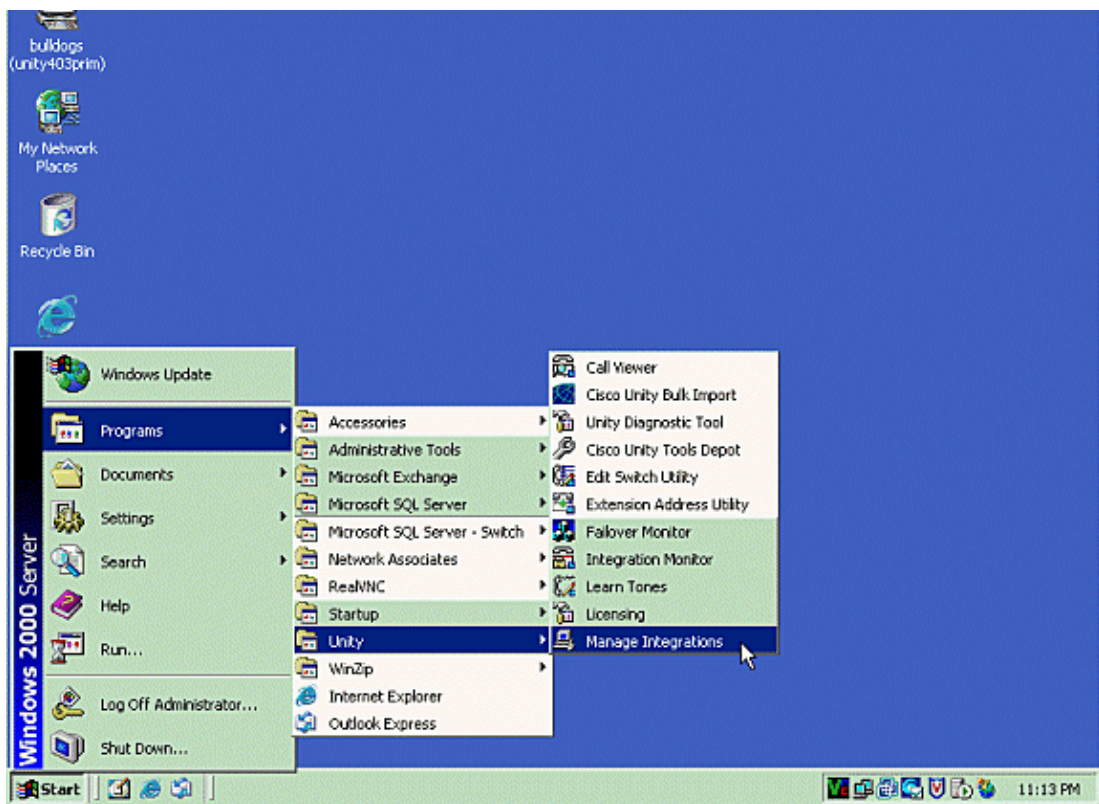 bulldogs
(unity403prim)
My Network
Places
Recycle Bin
Windows 2000 Server
Windows Update
Programs
Documents
Settings
Search
Help
Run...
Log Off Administrator...
Shut Down...
Accessories
Administrative Tools
Microsoft Exchange
Microsoft SQL Server
Microsoft SQL Server - Switch
Network Associates
RealVNC
Startup
Unity
WinZip
Internet Explorer
Outlook Express
Call Viewer
Cisco Unity Bulk Import
Unity Diagnostic Tool
Cisco Unity Tools Depot
Edit Switch Utility
Extension Address Utility
Failover Monitor
Integration Monitor
Learn Tones
Licensing
Manage Integrations
Start
11:13 PM